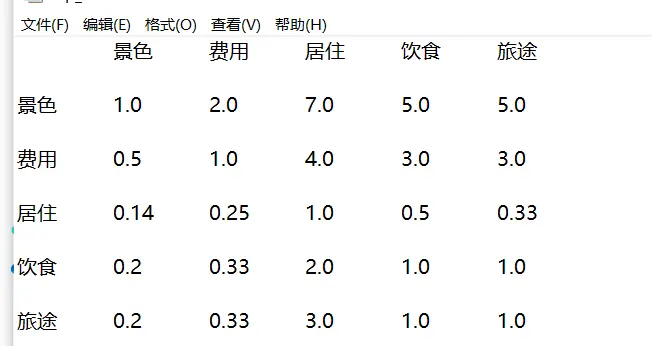 文件(F) 编辑(E) 格式(O) 查看(V) 帮助(H)
景色 费用 居住 饮食 旅途
景色 1.0 2.0 7.0 5.0 5.0
费用 0.5 1.0 4.0 3.0 3.0
居住 0.14 0.25 1.0 0.5 0.33
饮食 0.2 0.33 2.0 1.0 1.0
旅途 0.2 0.33 3.0 1.0 1.0